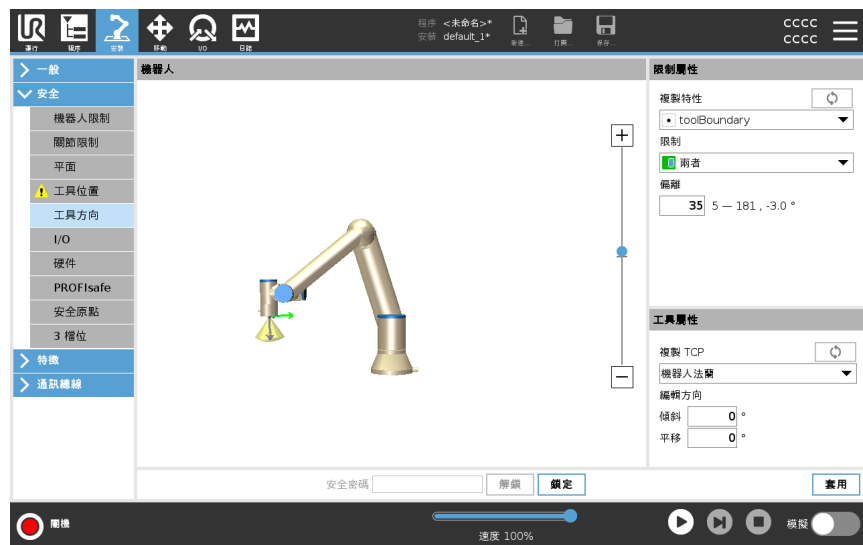 UR
運行
程序
安裝
移動
I/O
日誌
程序 <未命名>*
安裝 default_1*
新建...
打開...
保存...
cccc
cccc
一般
安全
機器人限制
關節限制
平面
工具位置
工具方向
I/O
硬件
PROFIsafe
安全原點
3 檔位
特徵
通訊總線
機器人
限制屬性
複製特性
toolBoundary
限制
兩者
偏離
35 5 — 181 , -3.0 °
工具屬性
複製 TCP
機器人法蘭
編輯方向
傾斜 0 °
平移 0 °
安全密碼
解鎖
鎖定
套用
關機
速度 100%
模擬